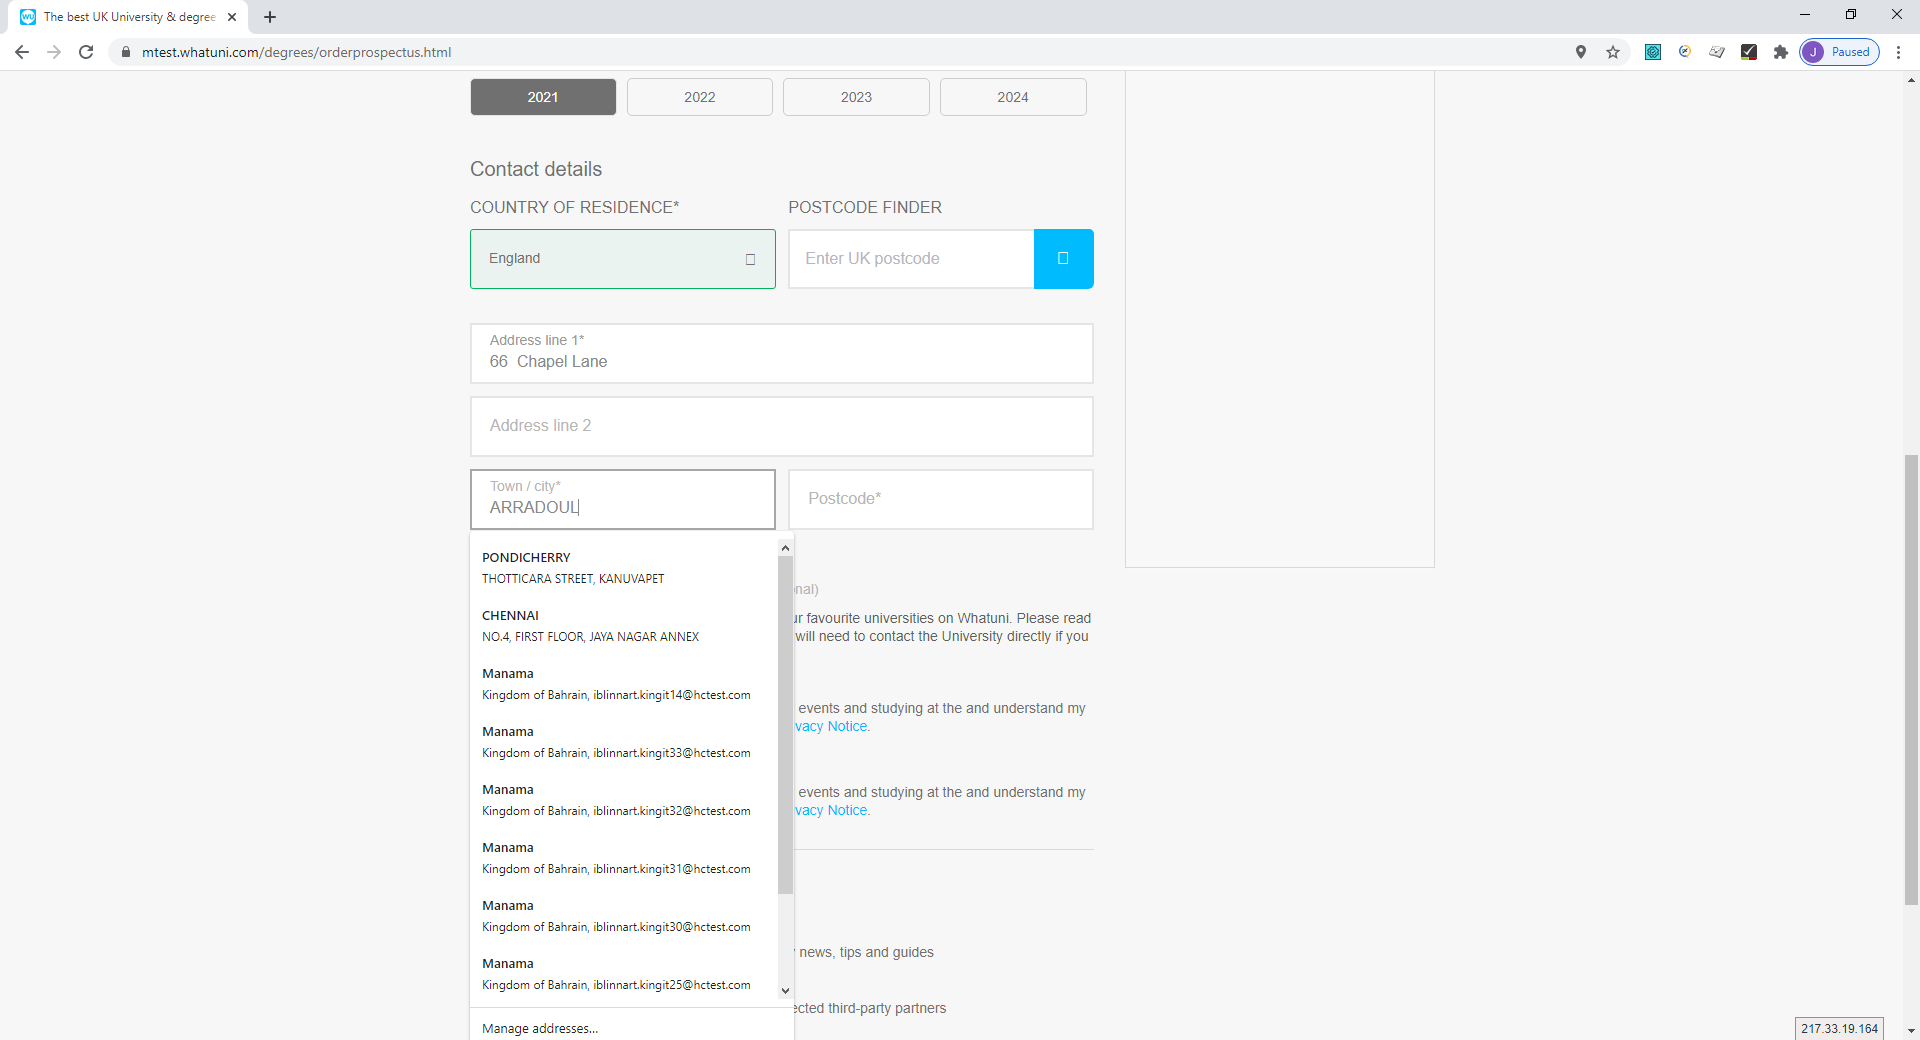 The best UK University & degree
mtest.whatuni.com/degrees/orderprospectus.html
J Paused
2021 2022 2023 2024
Contact details
COUNTRY OF RESIDENCE* POSTCODE FINDER
England Enter UK postcode
Address line 1*
66  Chapel Lane
Address line 2
Town / city*
ARRADOUL
Postcode*
PONDICHERRY
THOTTICARA STREET, KANUVAPET
CHENNAI
NO.4, FIRST FLOOR, JAYA NAGAR ANNEX
Manama
Kingdom of Bahrain, iblinnart.kingit14@hctest.com
Manama
Kingdom of Bahrain, iblinnart.kingit33@hctest.com
Manama
Kingdom of Bahrain, iblinnart.kingit32@hctest.com
Manama
Kingdom of Bahrain, iblinnart.kingit31@hctest.com
Manama
Kingdom of Bahrain, iblinnart.kingit30@hctest.com
Manama
Kingdom of Bahrain, iblinnart.kingit25@hctest.com
Manage addresses...
nal)
ur favourite universities on Whatuni. Please read
will need to contact the University directly if you
events and studying at the and understand my
vacy Notice.
events and studying at the and understand my
vacy Notice.
news, tips and guides
ected third-party partners
217.33.19.164